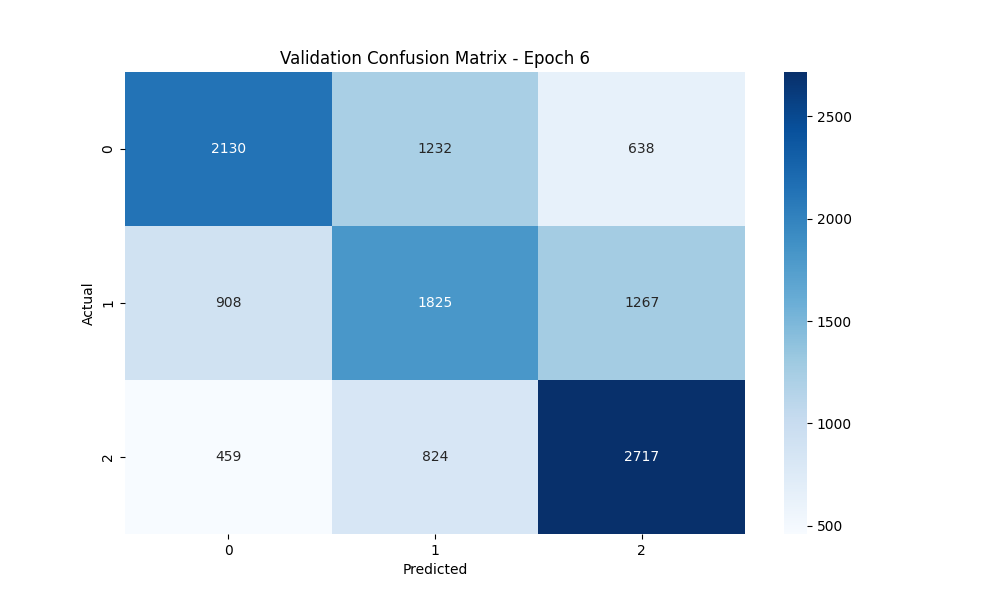 Validation Confusion Matrix - Epoch 6
0 2130 1232 638
1 908 1825 1267
2 459 824 2717
0 1 2
Predicted
Actual
2500
2000
1500
1000
500